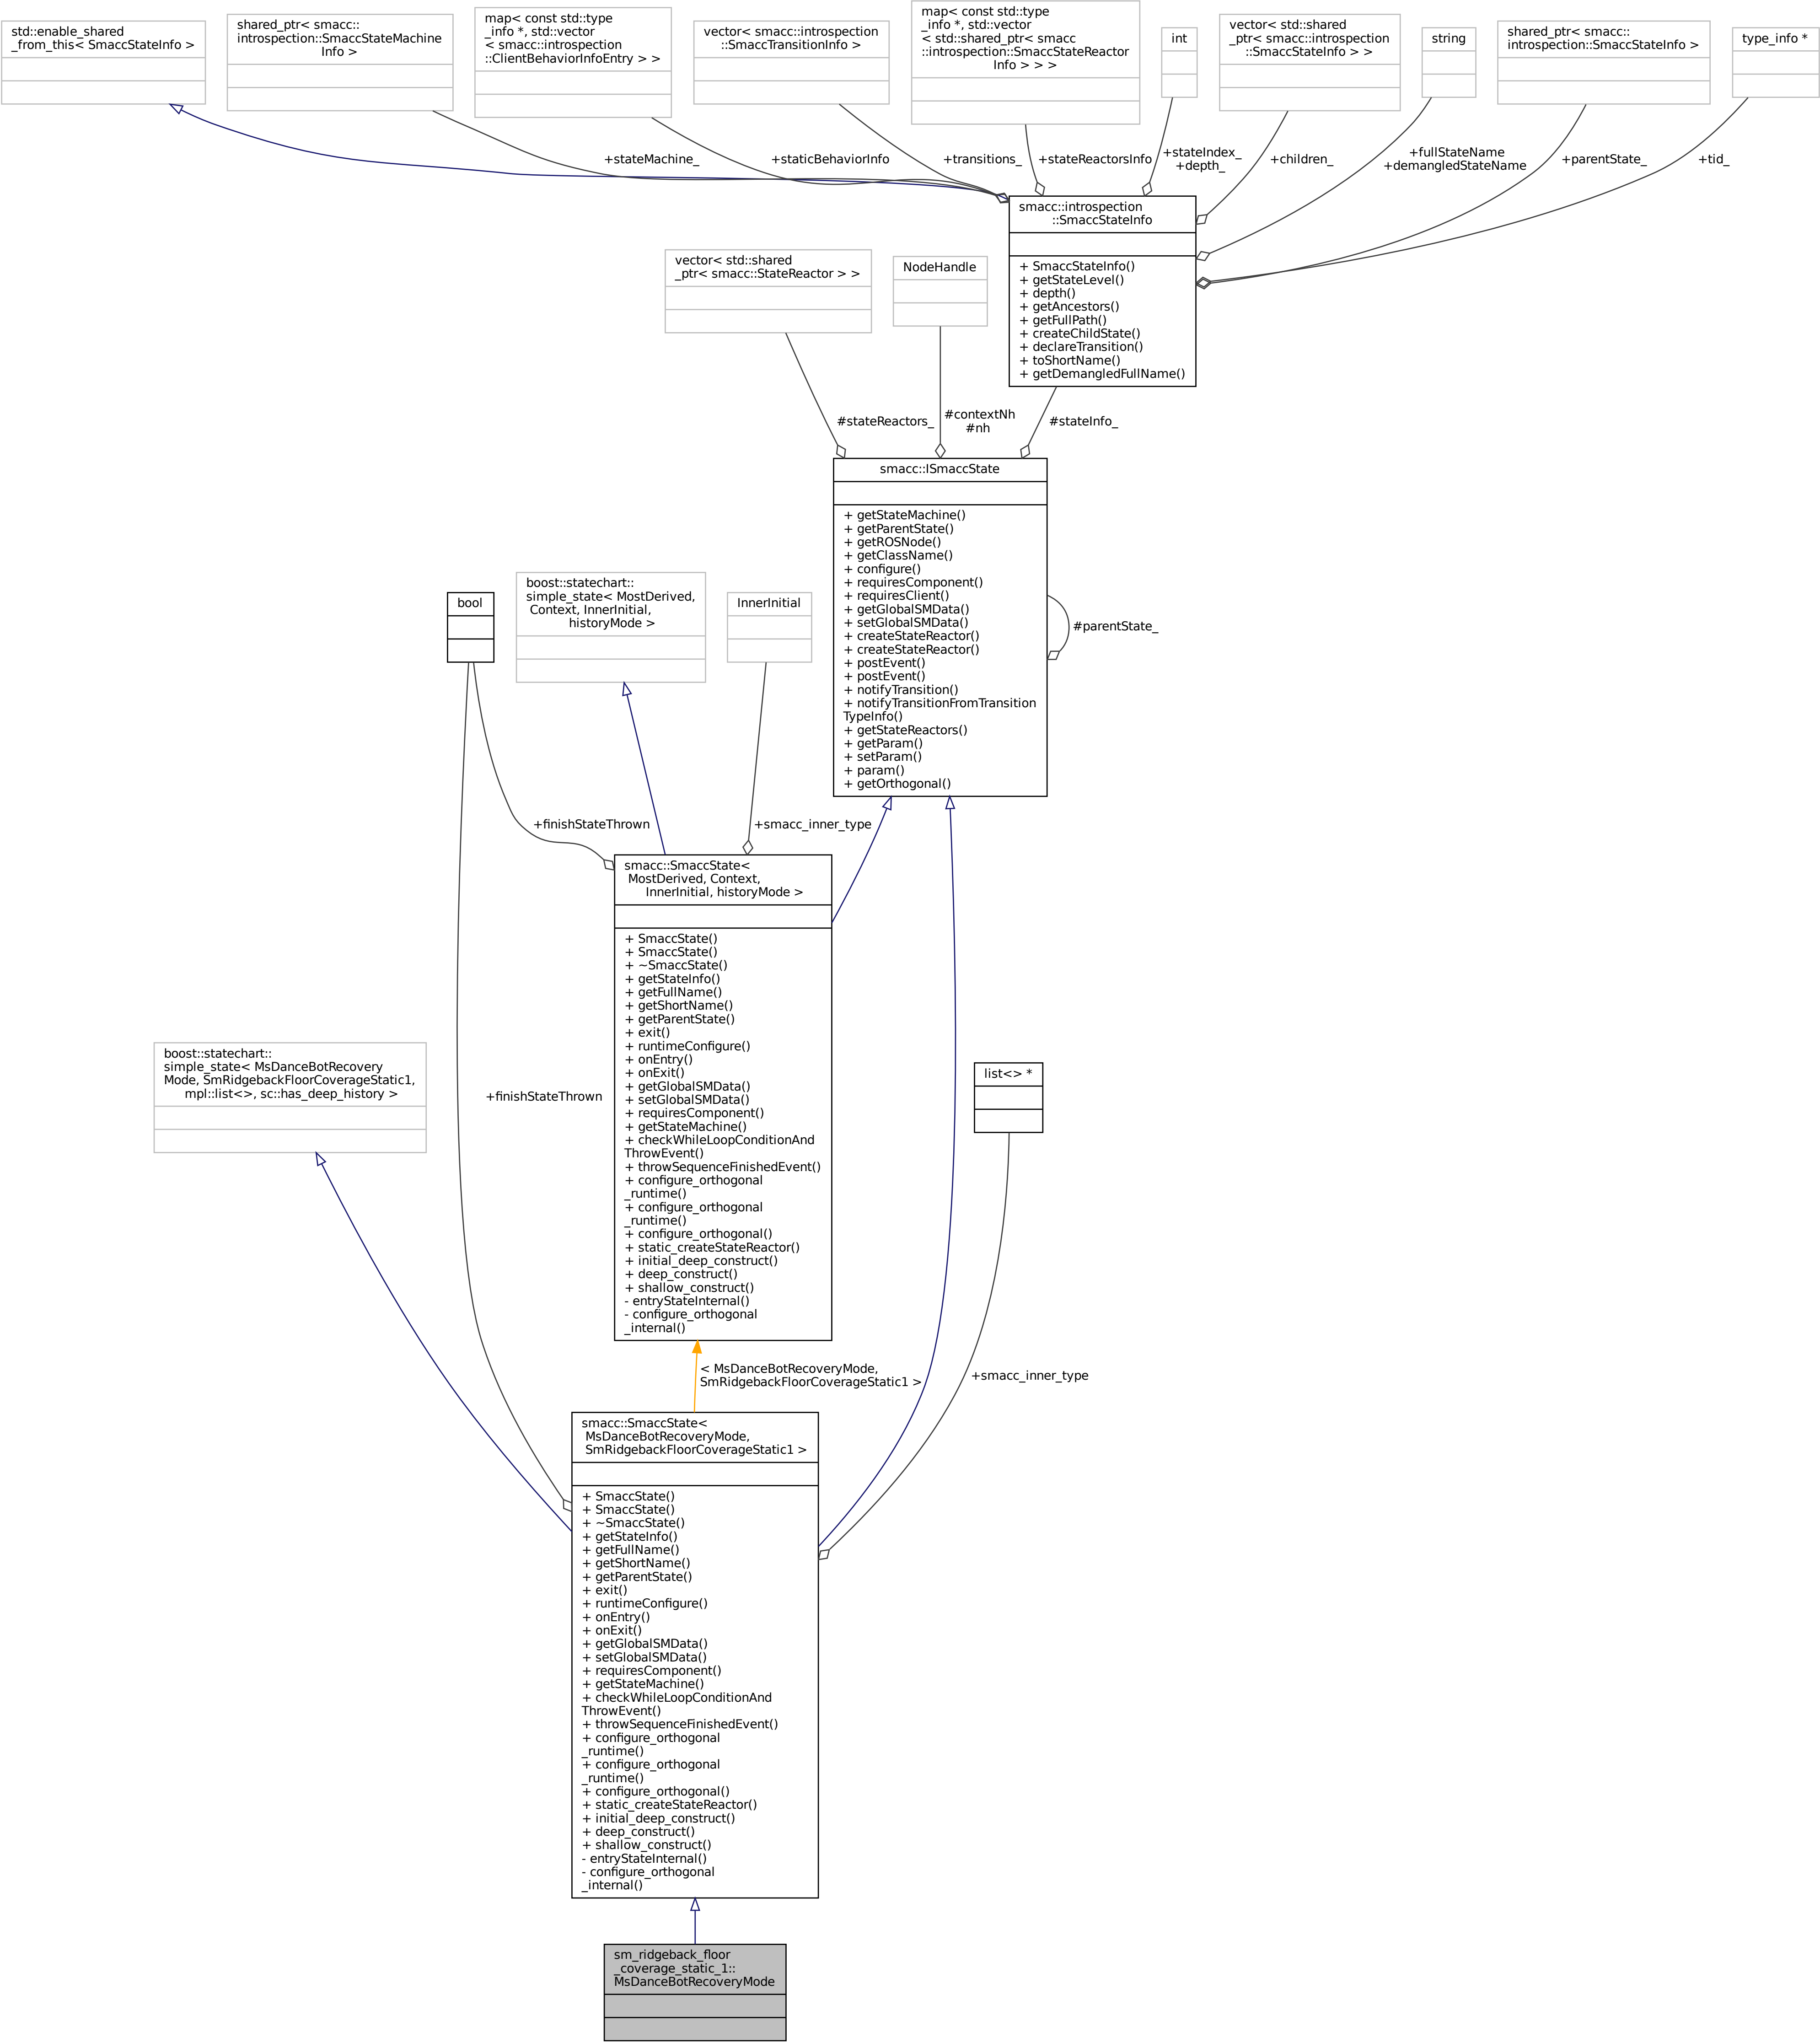 std::enable_shared
_from_this< SmaccStateInfo >
shared_ptr< smacc::
introspection::SmaccStateMachine
Info >
map< const std::type
_info *, std::vector
< smacc::introspection
::ClientBehaviorInfoEntry > >
vector< smacc::introspection
::SmaccTransitionInfo >
map< const std::type
_info *, std::vector
< std::shared_ptr< smacc
::introspection::SmaccStateReactor
Info > > >
int
vector< std::shared
_ptr< smacc::introspection
::SmaccStateInfo > >
string
shared_ptr< smacc::
introspection::SmaccStateInfo >
type_info *
+stateMachine_
+staticBehaviorInfo
+transitions_
+stateReactorsInfo
+stateIndex_
+depth_
+children_
+fullStateName
+demangledStateName
+parentState_
+tid_
smacc::introspection
::SmaccStateInfo
+ SmaccStateInfo()
+ getStateLevel()
+ depth()
+ getAncestors()
+ getFullPath()
+ createChildState()
+ declareTransition()
+ toShortName()
+ getDemangledFullName()
vector< std::shared
_ptr< smacc::StateReactor > >
NodeHandle
#stateReactors_
#contextNh
#nh
#stateInfo_
smacc::ISmaccState
+ getStateMachine()
+ getParentState()
+ getROSNode()
+ getClassName()
+ configure()
+ requiresComponent()
+ requiresClient()
+ getGlobalSMData()
+ setGlobalSMData()
+ createStateReactor()
+ createStateReactor()
+ postEvent()
+ postEvent()
+ notifyTransition()
+ notifyTransitionFromTransition
TypeInfo()
+ getStateReactors()
+ getParam()
+ setParam()
+ param()
+ getOrthogonal()
#parentState_
bool
boost::statechart::
simple_state< MostDerived,
Context, InnerInitial,
historyMode >
InnerInitial
+finishStateThrown
+smacc_inner_type
smacc::SmaccState<
MostDerived, Context,
InnerInitial, historyMode >
+ SmaccState()
+ SmaccState()
+ ~SmaccState()
+ getStateInfo()
+ getFullName()
+ getShortName()
+ getParentState()
+ exit()
+ runtimeConfigure()
+ onEntry()
+ onExit()
+ getGlobalSMData()
+ setGlobalSMData()
+ requiresComponent()
+ getStateMachine()
+ checkWhileLoopConditionAnd
ThrowEvent()
+ throwSequenceFinishedEvent()
+ configure_orthogonal
_runtime()
+ configure_orthogonal
_runtime()
+ configure_orthogonal()
+ static_createStateReactor()
+ initial_deep_construct()
+ deep_construct()
+ shallow_construct()
- entryStateInternal()
- configure_orthogonal
_internal()
boost::statechart::
simple_state< MsDanceBotRecovery
Mode, SmRidgebackFloorCoverageStatic1,
mpl::list<>, sc::has_deep_history >
+finishStateThrown
list<> *
< MsDanceBotRecoveryMode,
SmRidgebackFloorCoverageStatic1 >
+smacc_inner_type
smacc::SmaccState<
MsDanceBotRecoveryMode,
SmRidgebackFloorCoverageStatic1 >
+ SmaccState()
+ SmaccState()
+ ~SmaccState()
+ getStateInfo()
+ getFullName()
+ getShortName()
+ getParentState()
+ exit()
+ runtimeConfigure()
+ onEntry()
+ onExit()
+ getGlobalSMData()
+ setGlobalSMData()
+ requiresComponent()
+ getStateMachine()
+ checkWhileLoopConditionAnd
ThrowEvent()
+ throwSequenceFinishedEvent()
+ configure_orthogonal
_runtime()
+ configure_orthogonal
_runtime()
+ configure_orthogonal()
+ static_createStateReactor()
+ initial_deep_construct()
+ deep_construct()
+ shallow_construct()
- entryStateInternal()
- configure_orthogonal
_internal()
sm_ridgeback_floor
_coverage_static_1::
MsDanceBotRecoveryMode